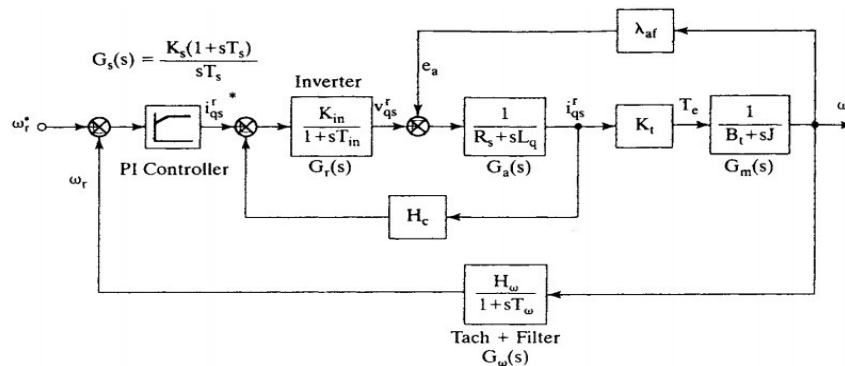 λaf
G_s(s) = K_s(1+sT_s) / sT_s
e_a
Inverter
ω_r^*
i_qs^r *
K_in / 1+sT_in
v_qs^r
1 / R_s+sL_q
i_qs^r
K_t
T_e
1 / B_t+sJ
ω
PI Controller
G_r(s)
G_a(s)
G_m(s)
ω_r
H_c
H_ω / 1+sT_ω
Tach + Filter
G_ω(s)